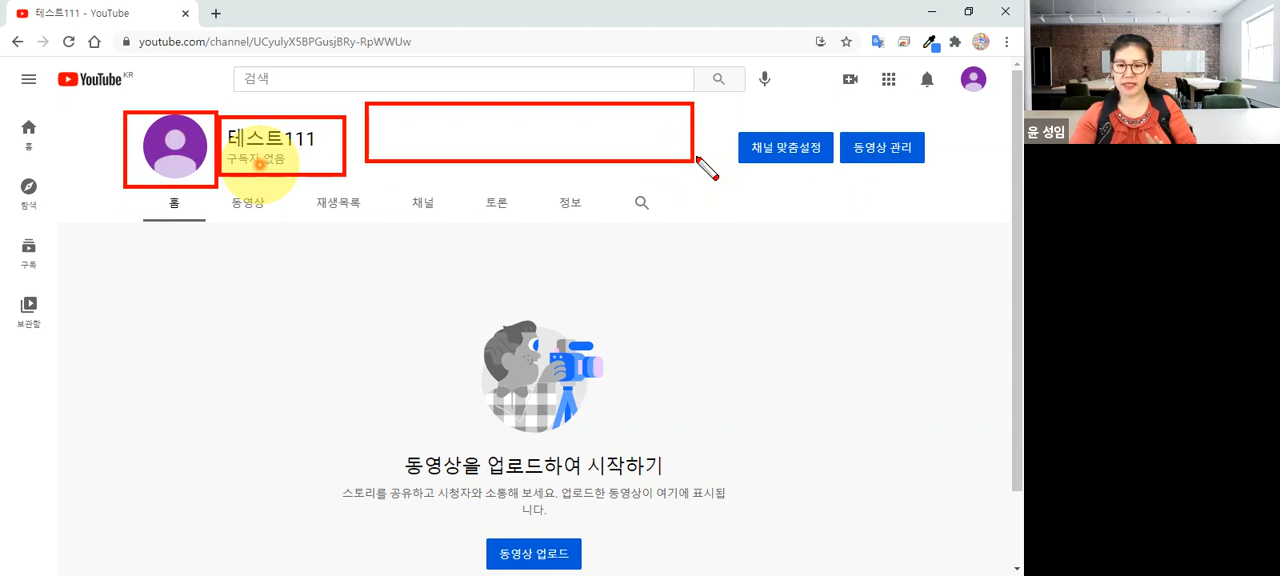 테스트111 - YouTube
youtube.com/channel/UCyulyX5BPGusjBRy-RpWWUw
YouTube KR
검색
윤 성임
테스트111
구독자 없음
채널 맞춤설정
동영상 관리
홈
동영상
재생목록
채널
토론
정보
홈
탐색
구독
보관함
동영상을 업로드하여 시작하기
스토리를 공유하고 시청자와 소통해 보세요. 업로드한 동영상이 여기에 표시됩
니다.
동영상 업로드